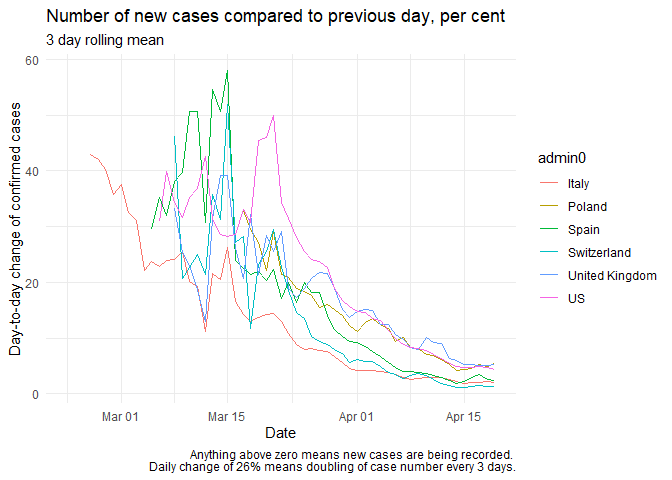 Number of new cases compared to previous day, per cent
3 day rolling mean
Day-to-day change of confirmed cases
60
40
20
0
Mar 01
Mar 15
Apr 01
Apr 15
Date
admin0
Italy
Poland
Spain
Switzerland
United Kingdom
US
Anything above zero means new cases are being recorded.
Daily change of 26% means doubling of case number every 3 days.